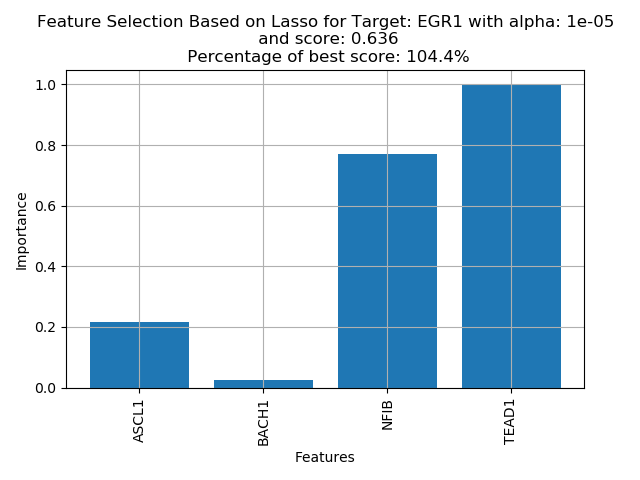 Feature Selection Based on Lasso for Target: EGR1 with alpha: 1e-05
and score: 0.636
Percentage of best score: 104.4%
1.0
0.8
0.6
0.4
0.2
0.0
Importance
ASCL1
BACH1
NFIB
TEAD1
Features